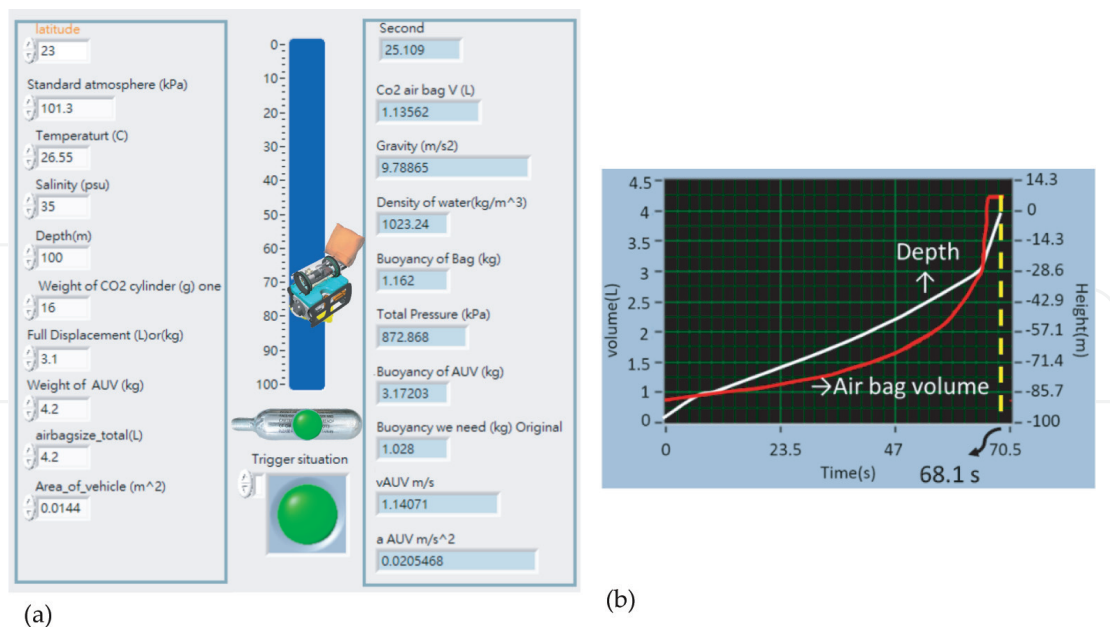 latitude
23
Standard atmosphere (kPa)
101.3
Temperaturt (C)
26.55
Salinity (psu)
35
Depth(m)
100
Weight of CO2 cylinder (g) one
16
Full Displacement (L)or(kg)
3.1
Weight of AUV (kg)
4.2
airbagsize_total(L)
4.2
Area_of_vehicle (m^2)
0.0144
0
10
20
30
40
50
60
70
80
90
100
Trigger situation
Second
25.109
Co2 air bag V (L)
1.13562
Gravity (m/s2)
9.78865
Density of water(kg/m^3)
1023.24
Buoyancy of Bag (kg)
1.162
Total Pressure (kPa)
872.868
Buoyancy of AUV (kg)
3.17203
Buoyancy we need (kg) Original
1.028
vAUV m/s
1.14071
a AUV m/s^2
0.0205468
(a)
4.5
4
3.5
3
2.5
2
1.5
1
0
volume(L)
Depth
→Air bag volume
14.3
0
-14.3
-28.6
-42.9
-57.1
-71.4
-85.7
-100
Height(m)
0 23.5 47 70.5
Time(s) 68.1 s
(b)